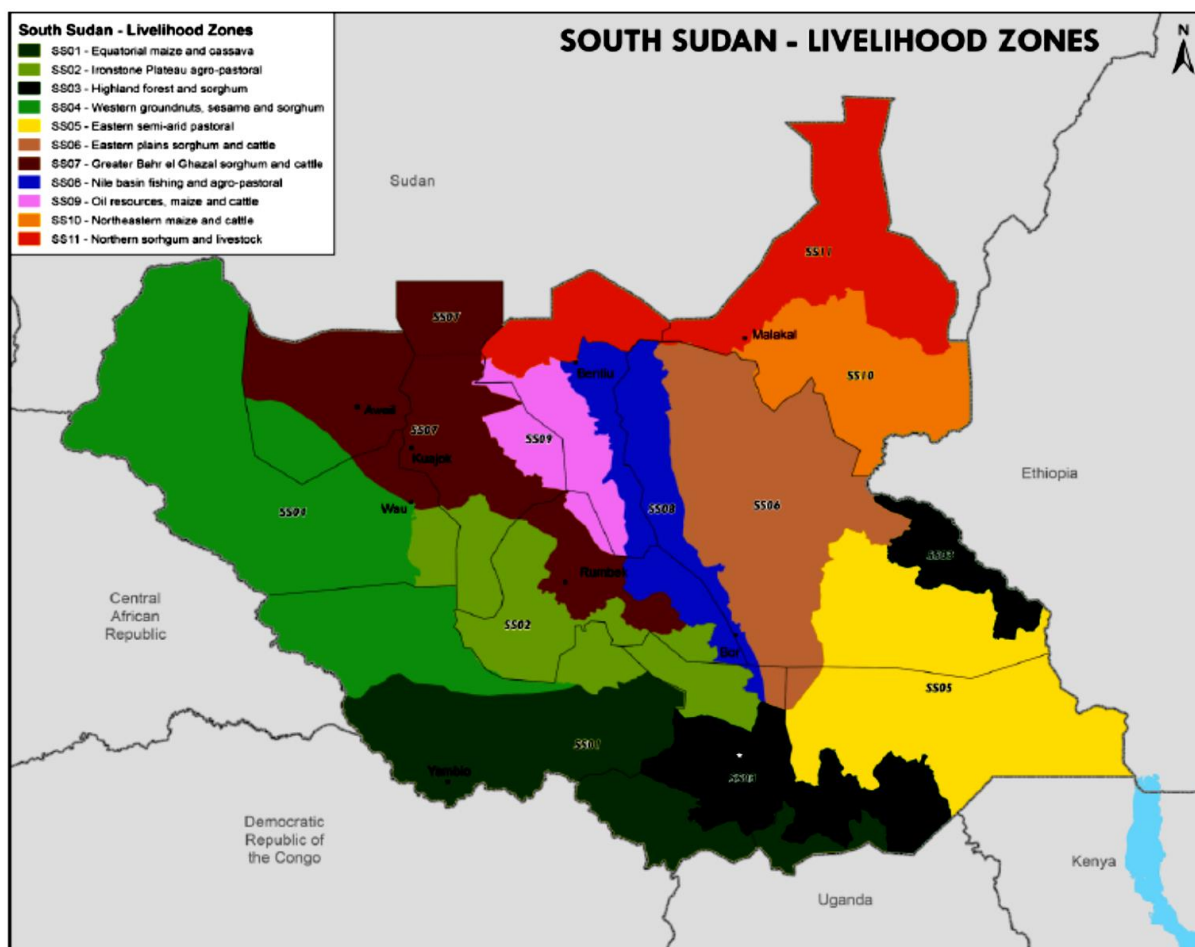 South Sudan - Livelihood Zones
SS01 - Equatorial maize and cassava
SS02 - Ironstone Plateau agro-pastoral
SS03 - Highland forest and sorghum
SS04 - Western groundnuts, sesame and sorghum
SS05 - Eastern semi-arid pastoral
SS06 - Eastern plains sorghum and cattle
SS07 - Greater Bahr el Ghazal sorghum and cattle
SS08 - Nile basin fishing and agro-pastoral
SS09 - Oil resources, maize and cattle
SS10 - Northeastern maize and cattle
SS11 - Northern sorhgum and livestock
SOUTH SUDAN - LIVELIHOOD ZONES
N
Sudan
SS11
SS07
Malakal
Bentiu
SS10
Aweil
SS07
SS09
Kuajok
Ethiopia
Wau
SS04
SS08
SS06
SS03
Rumbek
Central
African
Republic
SS02
Bor
SS05
SS01
Yambio
SS03
Democratic
Republic of
the Congo
Kenya
Uganda